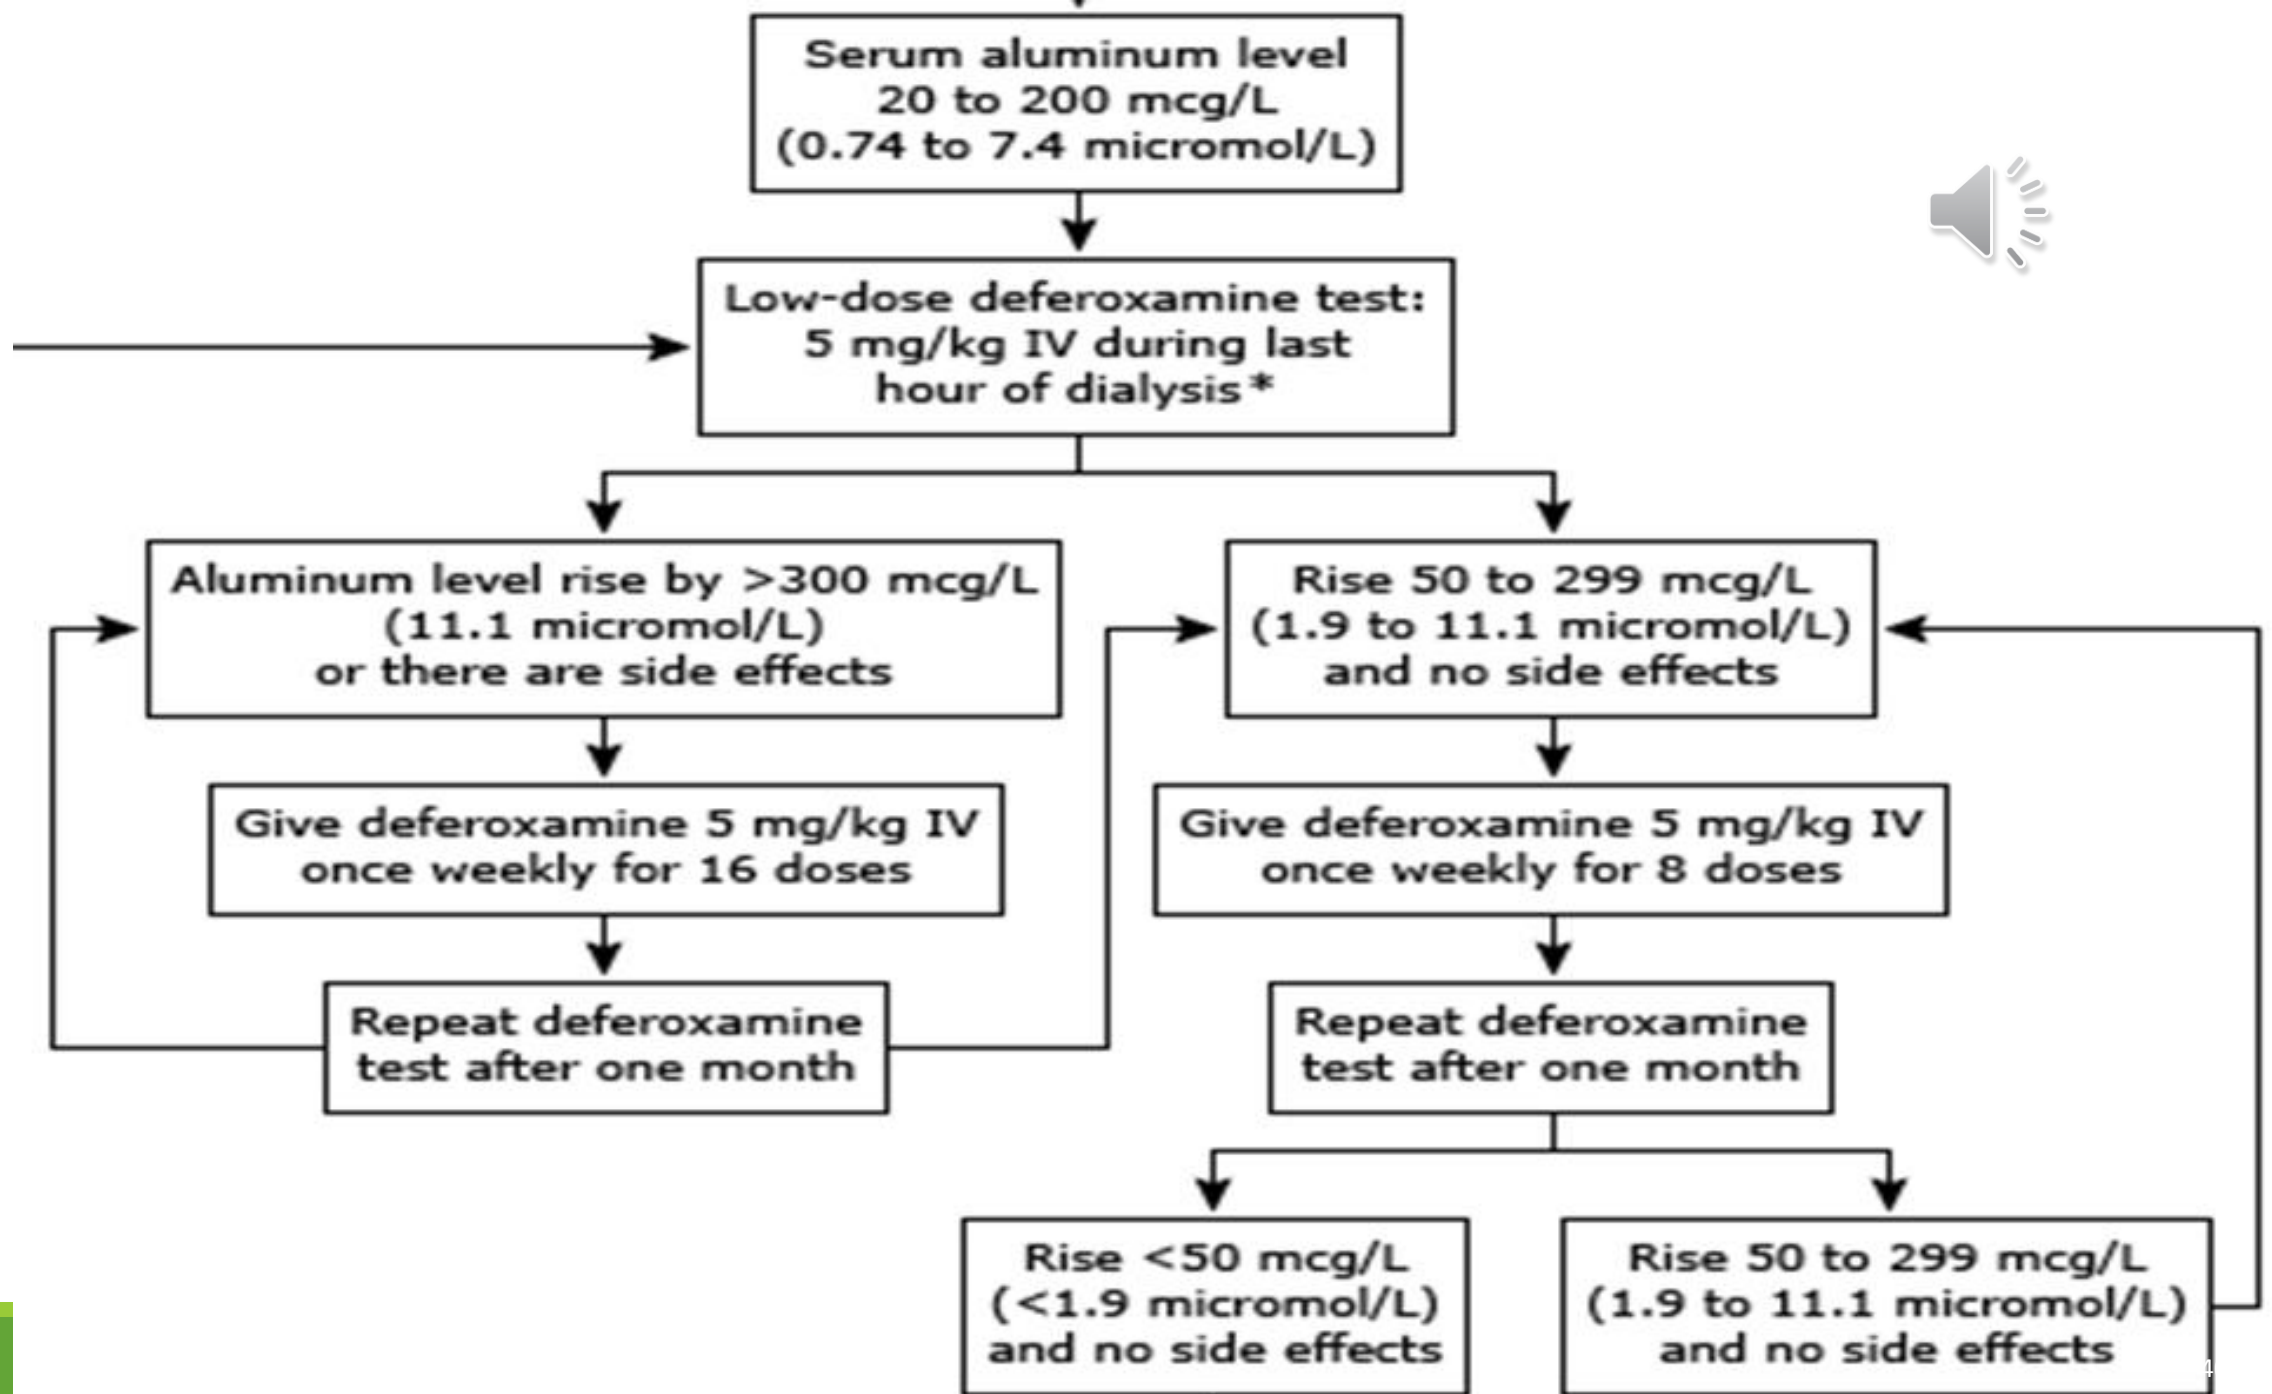 Serum aluminum level
20 to 200 mcg/L
(0.74 to 7.4 micromol/L)
Low-dose deferoxamine test:
5 mg/kg IV during last
hour of dialysis*
Aluminum level rise by >300 mcg/L
(11.1 micromol/L)
or there are side effects
Rise 50 to 299 mcg/L
(1.9 to 11.1 micromol/L)
and no side effects
Give deferoxamine 5 mg/kg IV
once weekly for 16 doses
Give deferoxamine 5 mg/kg IV
once weekly for 8 doses
Repeat deferoxamine
test after one month
Repeat deferoxamine
test after one month
Rise <50 mcg/L
(<1.9 micromol/L)
and no side effects
Rise 50 to 299 mcg/L
(1.9 to 11.1 micromol/L)
and no side effects